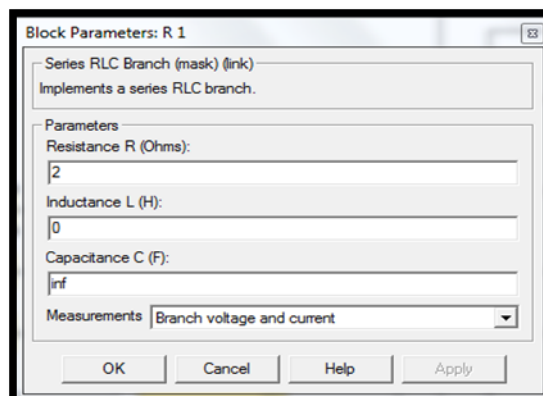 Block Parameters: R 1
Series RLC Branch (mask) (link)
Implements a series RLC branch.
Parameters
Resistance R (Ohms):
2
Inductance L (H):
0
Capacitance C (F):
inf
Measurements Branch voltage and current
OK Cancel Help Apply